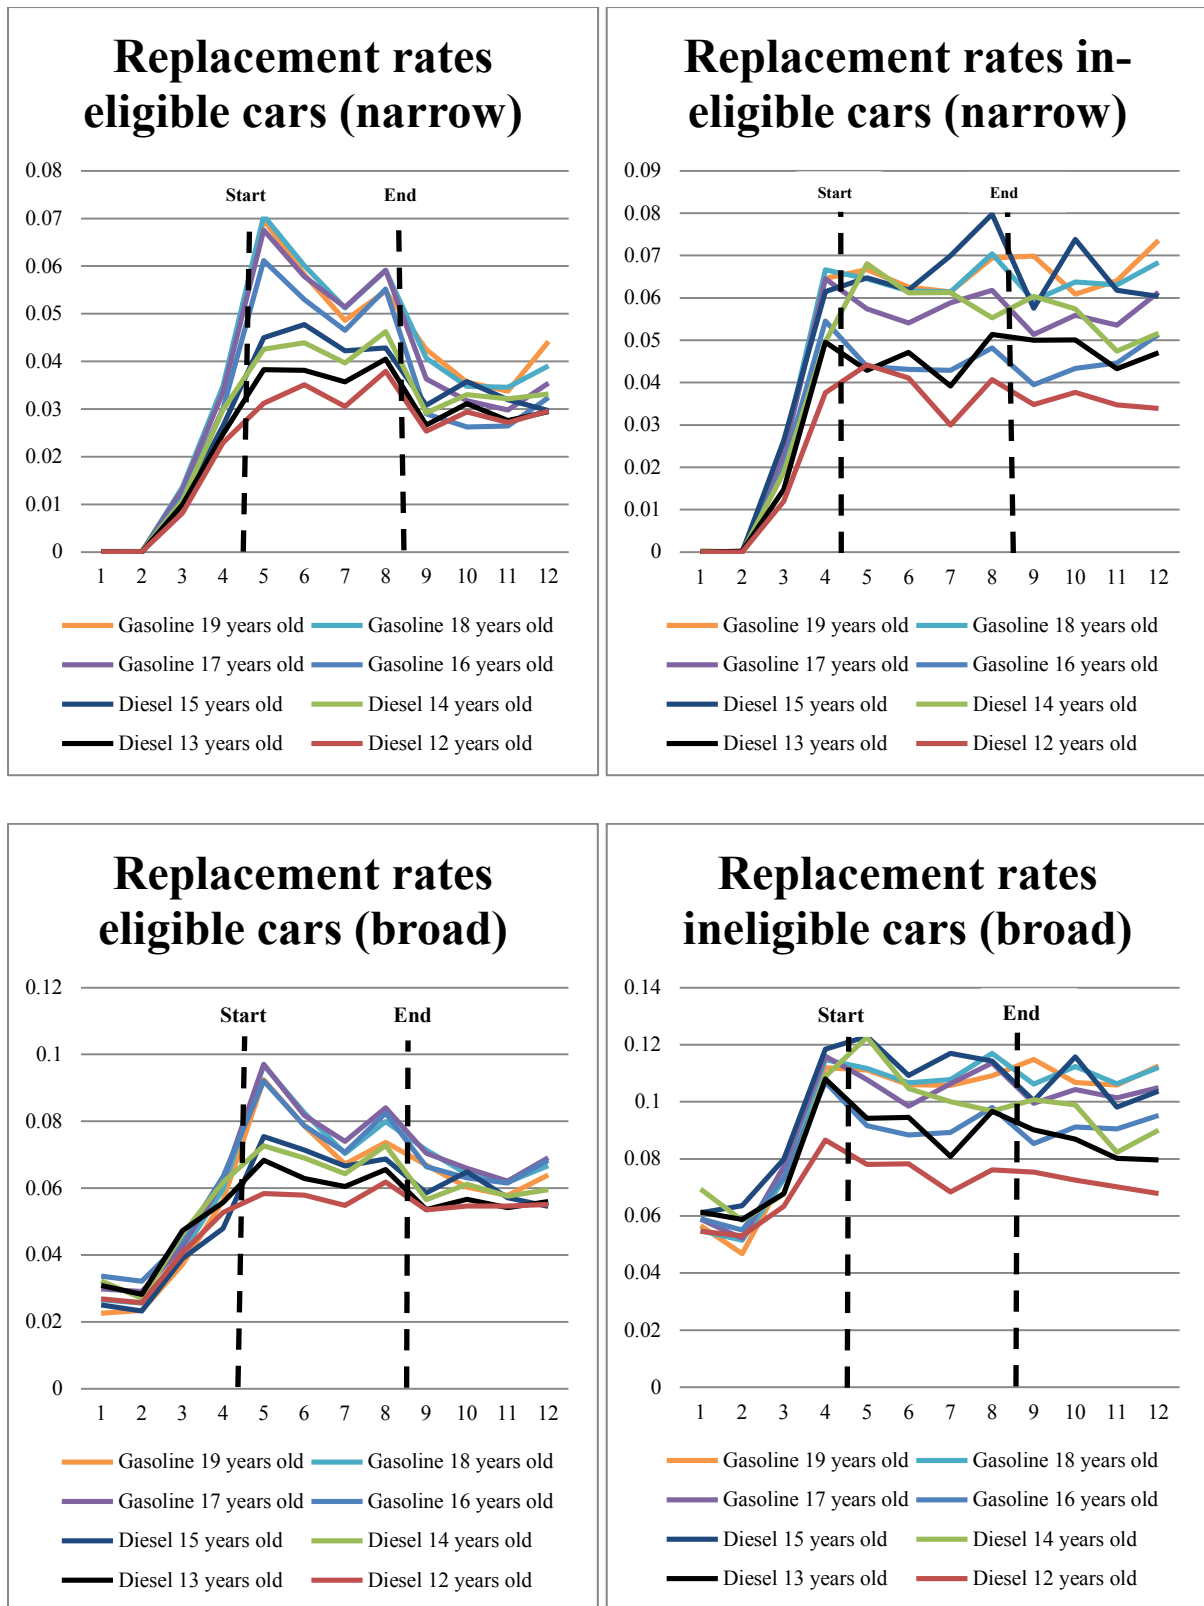 Replacement rates
eligible cars (narrow)
0.08
0.07
0.06
0.05
0.04
0.03
0.02
0.01
0
Start
End
1 2 3 4 5 6 7 8 9 10 11 12
Gasoline 19 years old Gasoline 18 years old
Gasoline 17 years old Gasoline 16 years old
Diesel 15 years old Diesel 14 years old
Diesel 13 years old Diesel 12 years old
Replacement rates in-
eligible cars (narrow)
0.09
0.08
0.07
0.06
0.05
0.04
0.03
0.02
0.01
0
Start
End
1 2 3 4 5 6 7 8 9 10 11 12
Gasoline 19 years old Gasoline 18 years old
Gasoline 17 years old Gasoline 16 years old
Diesel 15 years old Diesel 14 years old
Diesel 13 years old Diesel 12 years old
Replacement rates
eligible cars (broad)
0.12
0.1
0.08
0.06
0.04
0.02
0
Start
End
1 2 3 4 5 6 7 8 9 10 11 12
Gasoline 19 years old Gasoline 18 years old
Gasoline 17 years old Gasoline 16 years old
Diesel 15 years old Diesel 14 years old
Diesel 13 years old Diesel 12 years old
Replacement rates
ineligible cars (broad)
0.14
0.12
0.1
0.08
0.06
0.04
0.02
0
Start
End
1 2 3 4 5 6 7 8 9 10 11 12
Gasoline 19 years old Gasoline 18 years old
Gasoline 17 years old Gasoline 16 years old
Diesel 15 years old Diesel 14 years old
Diesel 13 years old Diesel 12 years old